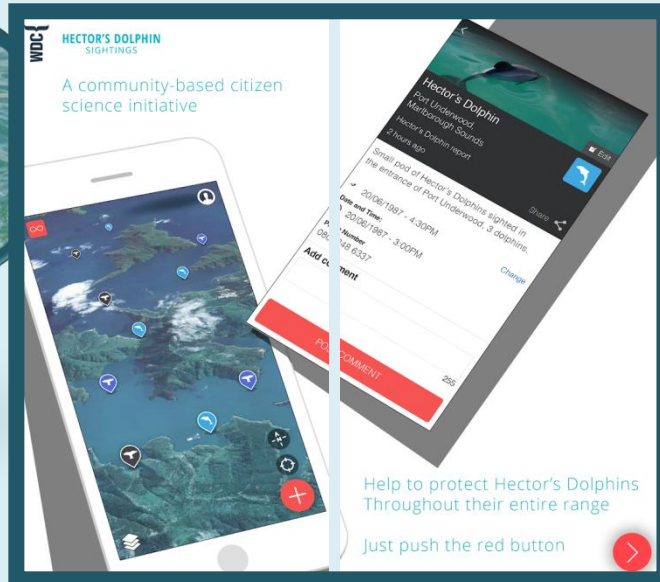 WDC
HECTOR'S DOLPHIN
SIGHTINGS
A community-based citizen
science initiative
Hector's Dolphin
Port Underwood,
Marlborough Sounds
Hector's Dolphin report
2 hours ago
Edit
Share
Small pod of Hector's Dolphins sighted in
the entrance of Port Underwood, 3 dolphins.
20/06/1987 - 4:30PM
Date and Time:
20/06/1987 - 3:00PM
Change
Number
6337
Add comment
255
COMMENT
Help to protect Hector's Dolphins
Throughout their entire range
Just push the red button